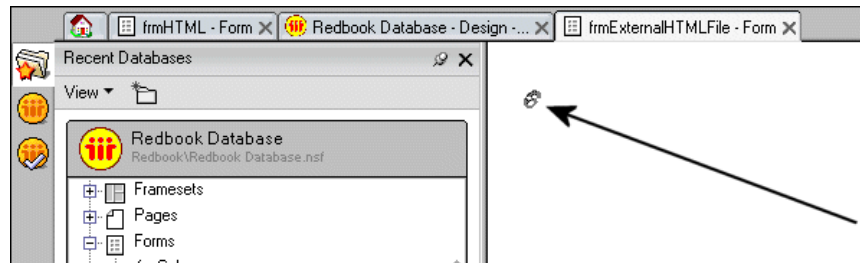 frmHTML - Form
Redbook Database - Design -...
frmExternalHTMLFile - Form
Recent Databases
View
Redbook Database
Redbook\Redbook Database.nsf
Framesets
Pages
Forms